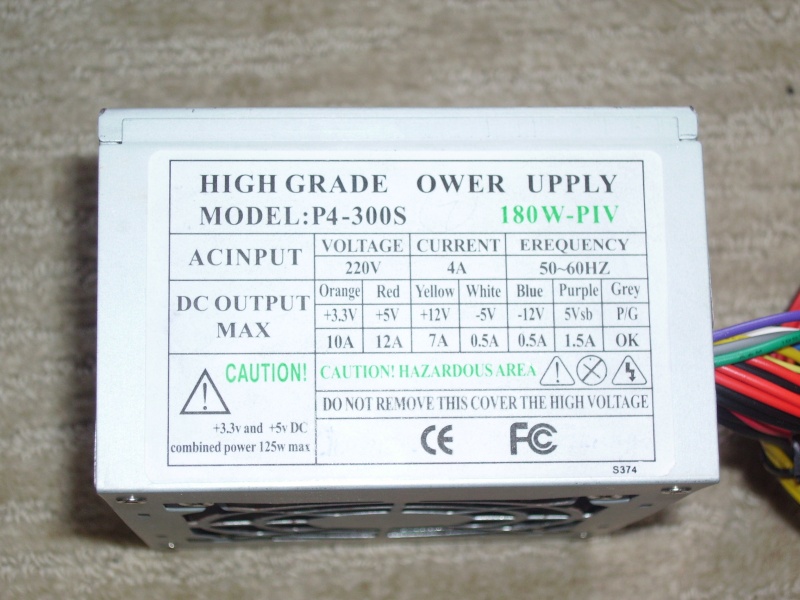 HIGH GRADE OWER UPPLY
MODEL:P4-300S 180W-PIV
ACINPUT
VOLTAGE CURRENT EREQUENCY
220V 4A 50~60HZ
DC OUTPUT MAX
Orange Red Yellow White Blue Purple Grey
+3.3V +5V +12V -5V -12V 5Vsb P/G
10A 12A 7A 0.5A 0.5A 1.5A OK
CAUTION!
+3.3v and +5v DC
combined power 125w max
CAUTION! HAZARDOUS AREA
DO NOT REMOVE THIS COVER THE HIGH VOLTAGE
CE FC
S374